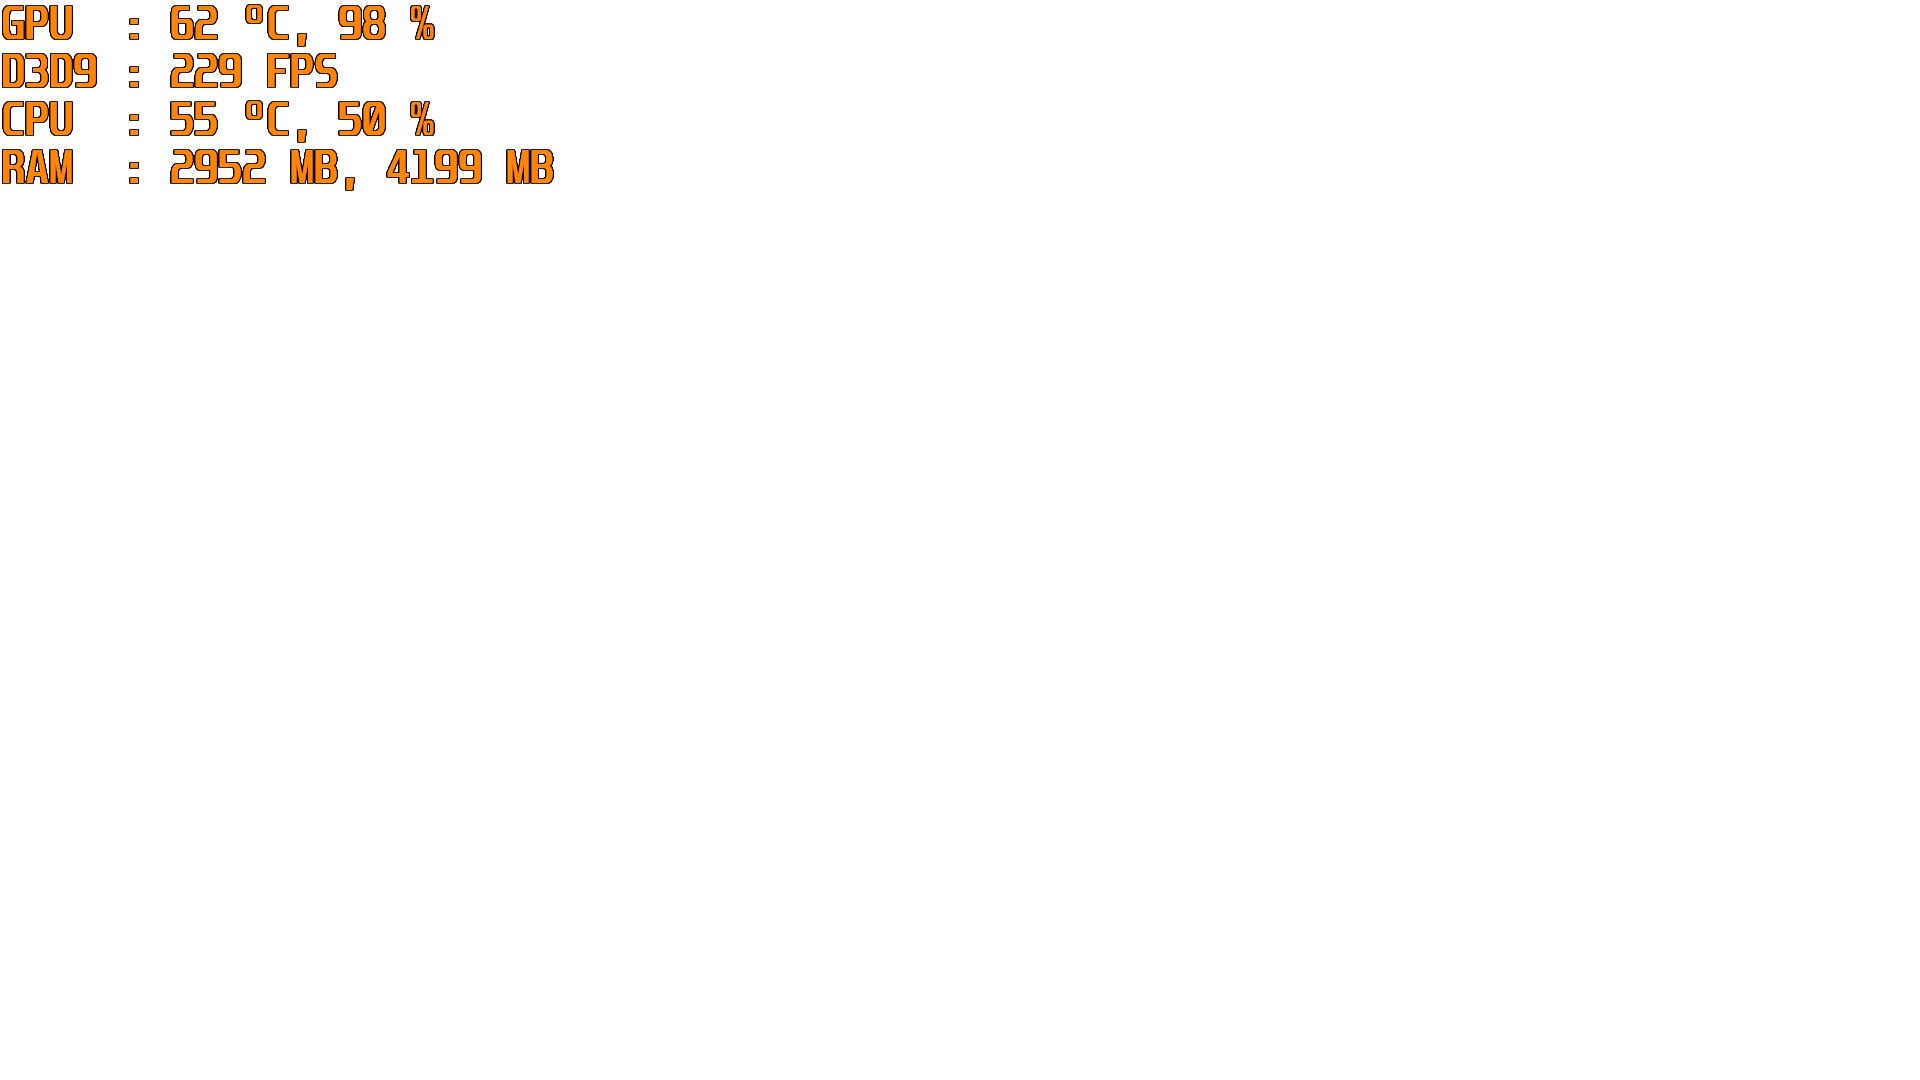 GPU : 62 °C, 98 %
D3D9 : 229 FPS
CPU : 55 °C, 50 %
RAM : 2952 MB, 4199 MB